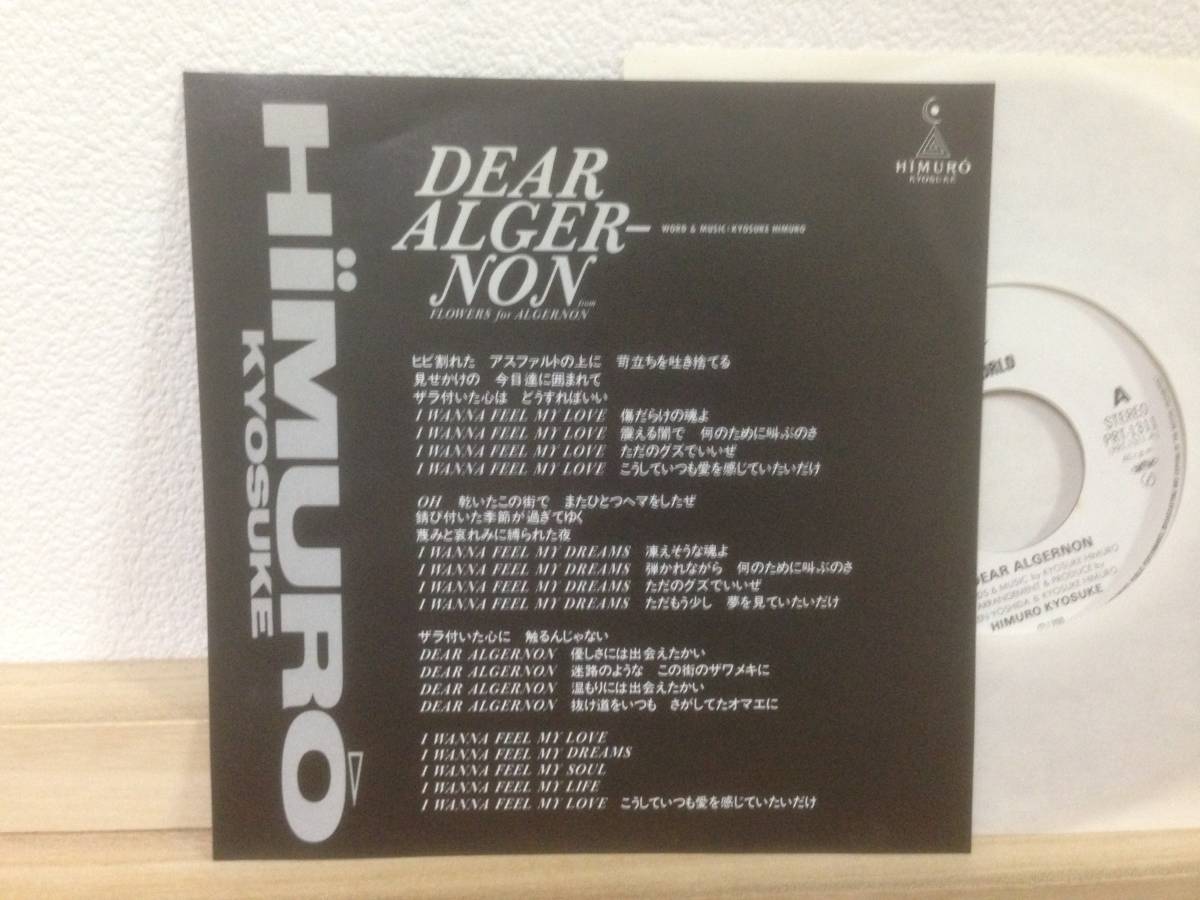 HïMURO
KYOSUKE
DEAR
ALGER-
NON
from
FLOWERS for ALGERNON
WORD & MUSIC:KYOSUKE HIMURO
HIMURÓ
KYOSUKE
ヒビ割れた　アスファルトの上に　苛立ちを吐き捨てる
見せかけの　今日達に囲まれて
ザラ付いた心は　どうすればいい
I WANNA FEEL MY LOVE　傷だらけの魂よ
I WANNA FEEL MY LOVE　震える闇で　何のために叫ぶのさ
I WANNA FEEL MY LOVE　ただのグズでいいぜ
I WANNA FEEL MY LOVE　こうしていつも愛を感じていたいだけ
OH　乾いたこの街で　またひとつヘマをしたぜ
錆び付いた季節が過ぎてゆく
蔑みと哀れみに縛られた夜
I WANNA FEEL MY DREAMS　凍えそうな魂よ
I WANNA FEEL MY DREAMS　弾かれながら　何のために叫ぶのさ
I WANNA FEEL MY DREAMS　ただのグズでいいぜ
I WANNA FEEL MY DREAMS　ただもう少し　夢を見ていたいだけ
ザラ付いた心に　触るんじゃない
DEAR ALGERNON　優しさには出会えたかい
DEAR ALGERNON　迷路のような　この街のザワメキに
DEAR ALGERNON　温もりには出会えたかい
DEAR ALGERNON　抜け道をいつも　さがしてたオマエに
I WANNA FEEL MY LOVE
I WANNA FEEL MY DREAMS
I WANNA FEEL MY SOUL
I WANNA FEEL MY LIFE
I WANNA FEEL MY LOVE　こうしていつも愛を感じていたいだけ
ORLD
A
STEREO
PRT-1311
DEAR ALGERNON
S & MUSIC by KYOSUKE HIMURO
ARRANGEMENT & PRODUCE by
EN YOSHIDA & KYOSUKE HIMURO
HIMURO KYOSUKE